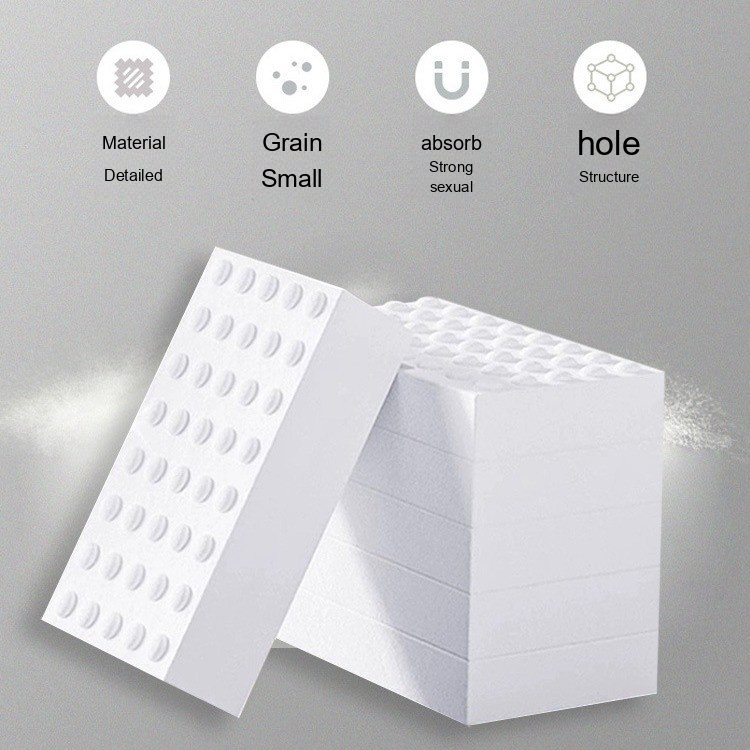 Material
Detailed
Grain
Small
absorb
Strong
sexual
hole
Structure